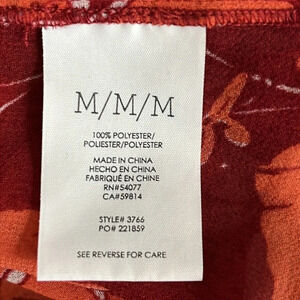 M/M/M
100% POLYESTER/
POLIESTER/POLYESTER
MADE IN CHINA
HECHO EN CHINA
FABRIQUÉ EN CHINE
RN#54077
CA#59814
STYLE# 3766
PO# 221859
SEE REVERSE FOR CARE